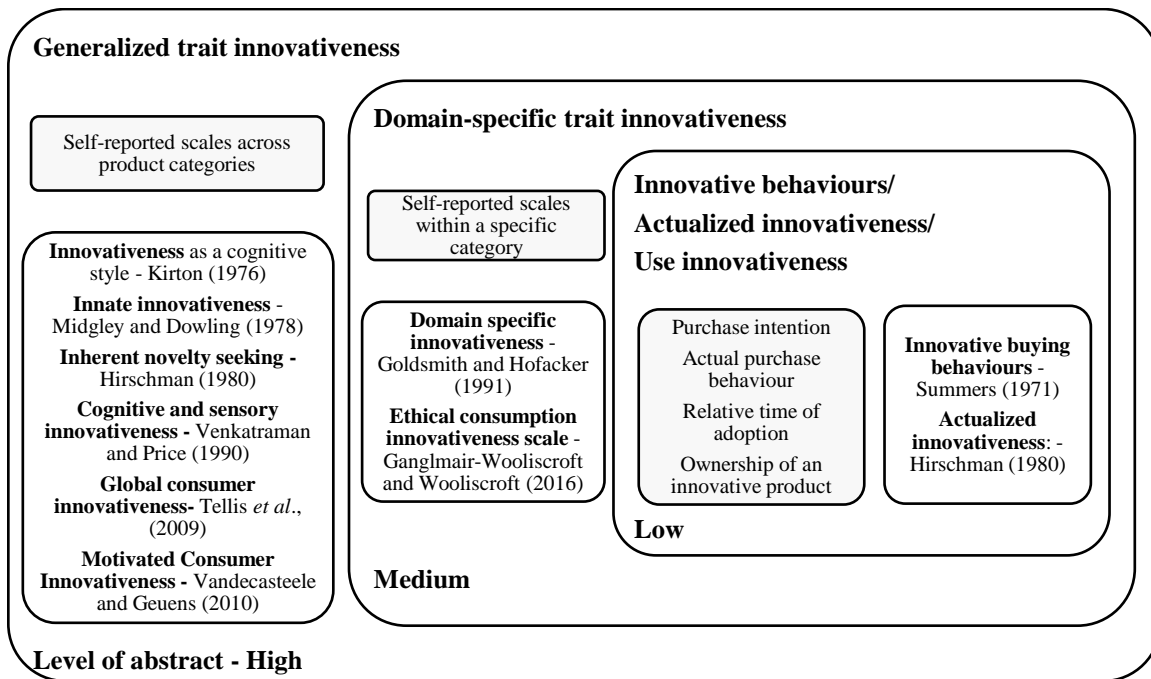 Generalized trait innovativeness
Self-reported scales across
product categories
Innovativeness as a cognitive
style - Kirton (1976)
Innate innovativeness -
Midgley and Dowling (1978)
Inherent novelty seeking -
Hirschman (1980)
Cognitive and sensory
innovativeness - Venkatraman
and Price (1990)
Global consumer
innovativeness- Tellis et al.,
(2009)
Motivated Consumer
Innovativeness - Vandecasteele
and Geuens (2010)
Level of abstract - High
Domain-specific trait innovativeness
Self-reported scales
within a specific
category
Domain specific
innovativeness -
Goldsmith and Hofacker
(1991)
Ethical consumption
innovativeness scale -
Ganglmair-Wooliscroft
and Wooliscroft (2016)
Medium
Innovative behaviours/
Actualized innovativeness/
Use innovativeness
Purchase intention
Actual purchase
behaviour
Relative time of
adoption
Ownership of an
innovative product
Innovative buying
behaviours -
Summers (1971)
Actualized
innovativeness: -
Hirschman (1980)
Low